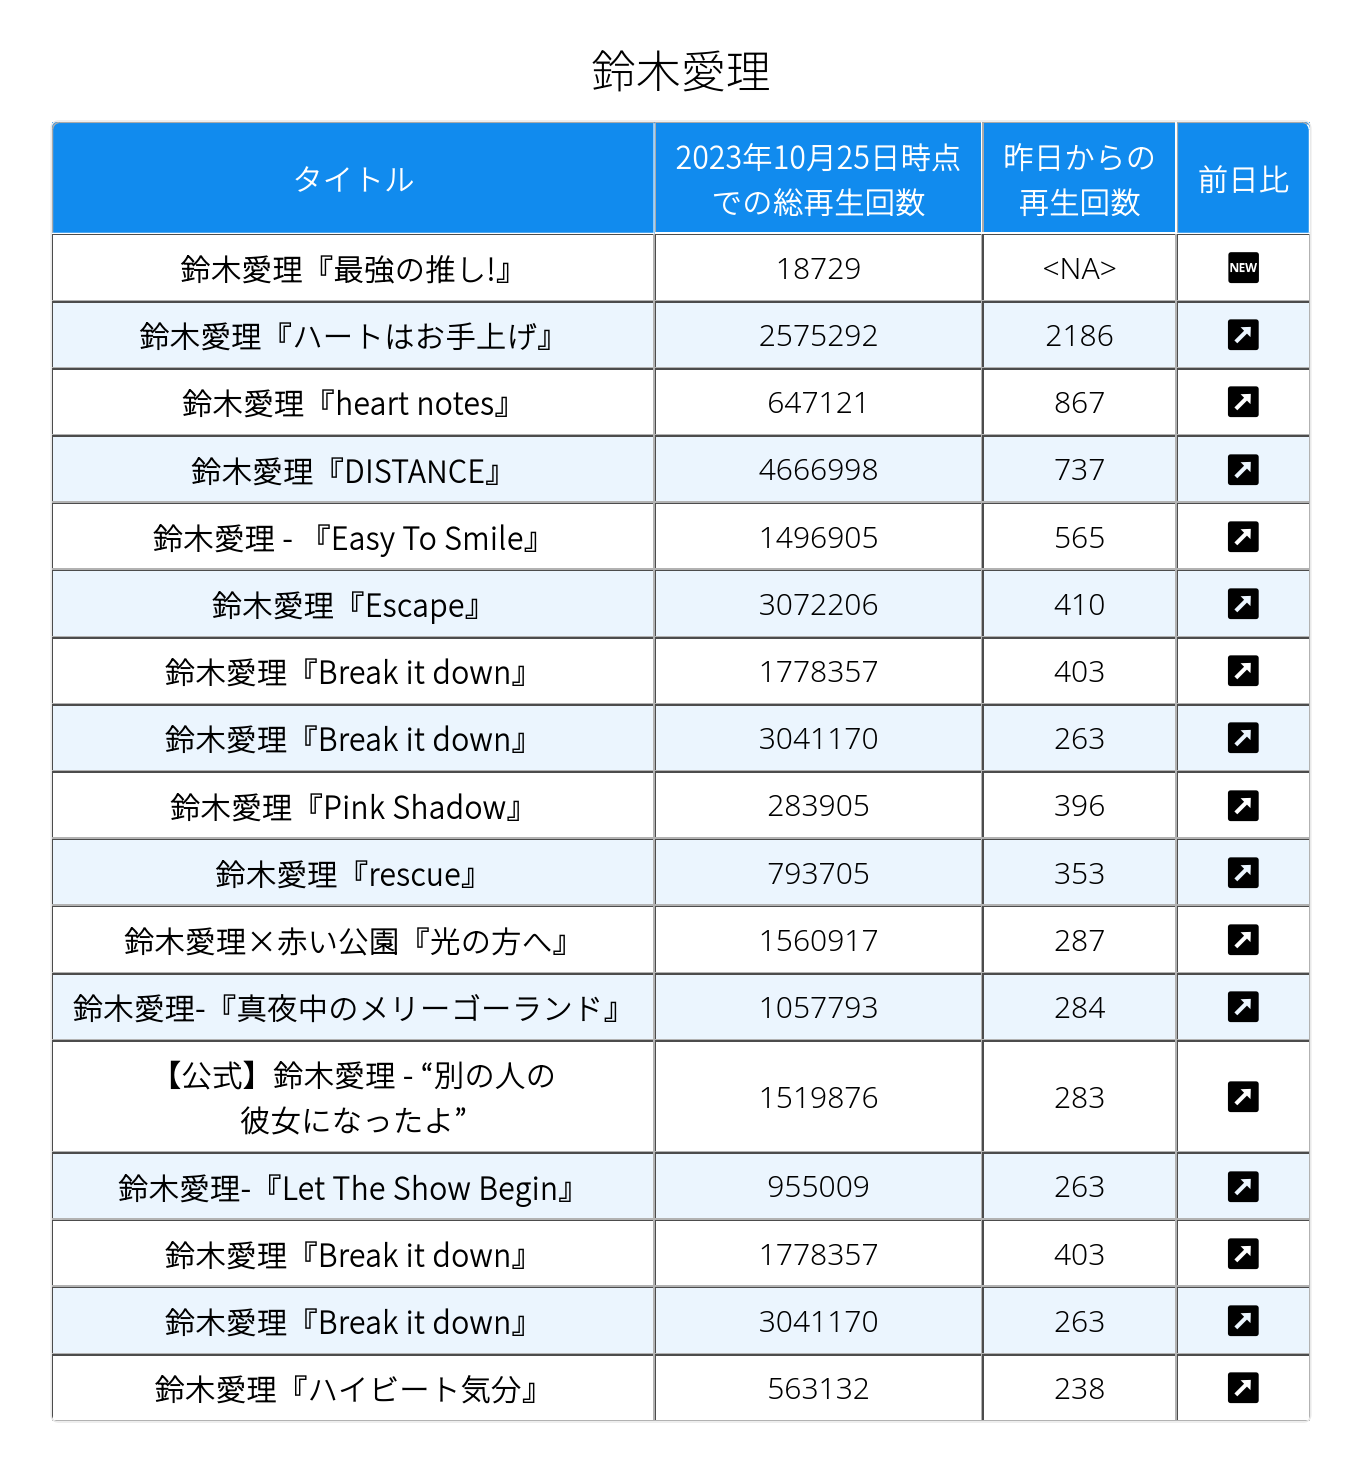 鈴木愛理
タイトル
2023年10月25日時点
での総再生回数
昨日からの
再生回数
前日比
鈴木愛理『最強の推し!』 18729 <NA> NEW
鈴木愛理『ハートはお手上げ』 2575292 2186
鈴木愛理『heart notes』 647121 867
鈴木愛理『DISTANCE』 4666998 737
鈴木愛理 - 『Easy To Smile』 1496905 565
鈴木愛理『Escape』 3072206 410
鈴木愛理『Break it down』 1778357 403
鈴木愛理『Break it down』 3041170 263
鈴木愛理『Pink Shadow』 283905 396
鈴木愛理『rescue』 793705 353
鈴木愛理×赤い公園『光の方へ』 1560917 287
鈴木愛理-『真夜中のメリーゴーランド』 1057793 284
【公式】鈴木愛理 - “別の人の
彼女になったよ” 1519876 283
鈴木愛理-『Let The Show Begin』 955009 263
鈴木愛理『Break it down』 1778357 403
鈴木愛理『Break it down』 3041170 263
鈴木愛理『ハイビート気分』 563132 238